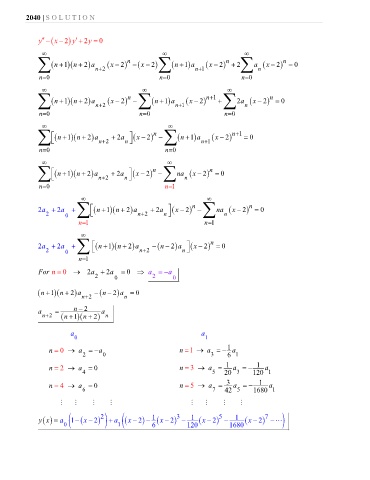 2040 | SOLUTION
y″ − (x − 2) y′ + 2y = 0
∞∑n=0 (n+1)(n+2)a_{n+2} (x−2)^n − (x−2) ∞∑n=0 (n+1)a_{n+1} (x−2)^n + 2 ∞∑n=0 a_n (x−2)^n = 0
∞∑n=0 (n+1)(n+2)a_{n+2} (x−2)^n − ∞∑n=0 (n+1)a_{n+1} (x−2)^{n+1} + ∞∑n=0 2a_n (x−2)^n = 0
∞∑n=0 [(n+1)(n+2)a_{n+2} + 2a_n](x−2)^n − ∞∑n=0 (n+1)a_{n+1} (x−2)^{n+1} = 0
∞∑n=0 [(n+1)(n+2)a_{n+2} + 2a_n](x−2)^n − ∞∑n=1 na_n (x−2)^n = 0
2a_2 + 2a_0 + ∞∑n=1 [(n+1)(n+2)a_{n+2} + 2a_n](x−2)^n − ∞∑n=1 na_n (x−2)^n = 0
2a_2 + 2a_0 + ∞∑n=1 [(n+1)(n+2)a_{n+2} − (n−2)a_n](x−2)^n = 0
For n = 0 → 2a_2 + 2a_0 = 0 ⇒ a_2 = −a_0
(n+1)(n+2)a_{n+2} − (n−2)a_n = 0
a_{n+2} = (n−2)/((n+1)(n+2)) a_n
a_0 a_1
n = 0 → a_2 = −a_0 n = 1 → a_3 = −1/6 a_1
n = 2 → a_4 = 0 n = 3 → a_5 = 1/20 a_3 = −1/120 a_1
n = 4 → a_6 = 0 n = 5 → a_7 = 3/42 a_5 = −1/1680 a_1
⋮ ⋮ ⋮ ⋮ ⋮ ⋮ ⋮ ⋮
y(x) = a_0 (1 − (x−2)^2) + a_1 ((x−2) − 1/6 (x−2)^3 − 1/120 (x−2)^5 − 1/1680 (x−2)^7 − ⋯)